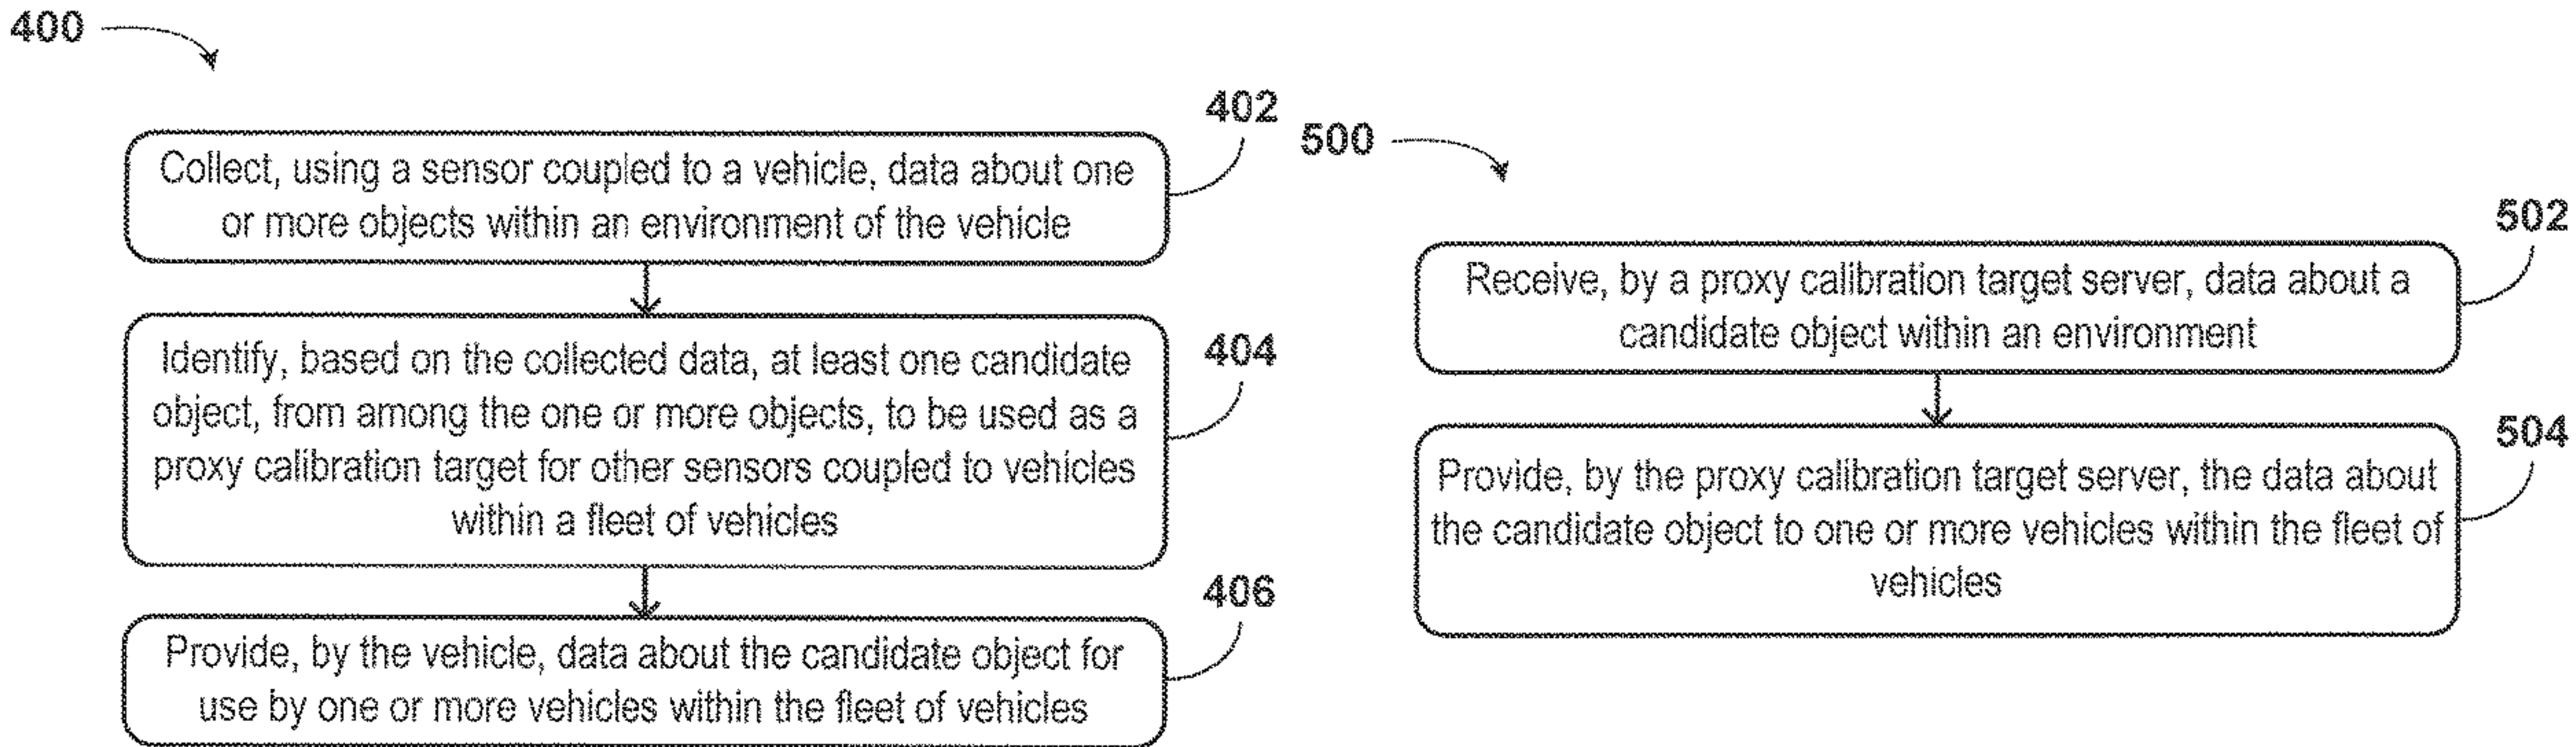 400
402
Collect, using a sensor coupled to a vehicle, data about one
or more objects within an environment of the vehicle
404
Identify, based on the collected data, at least one candidate
object, from among the one or more objects, to be used as a
proxy calibration target for other sensors coupled to vehicles
within a fleet of vehicles
406
Provide, by the vehicle, data about the candidate object for
use by one or more vehicles within the fleet of vehicles
500
502
Receive, by a proxy calibration target server, data about a
candidate object within an environment
504
Provide, by the proxy calibration target server, the data about
the candidate object to one or more vehicles within the fleet of
vehicles